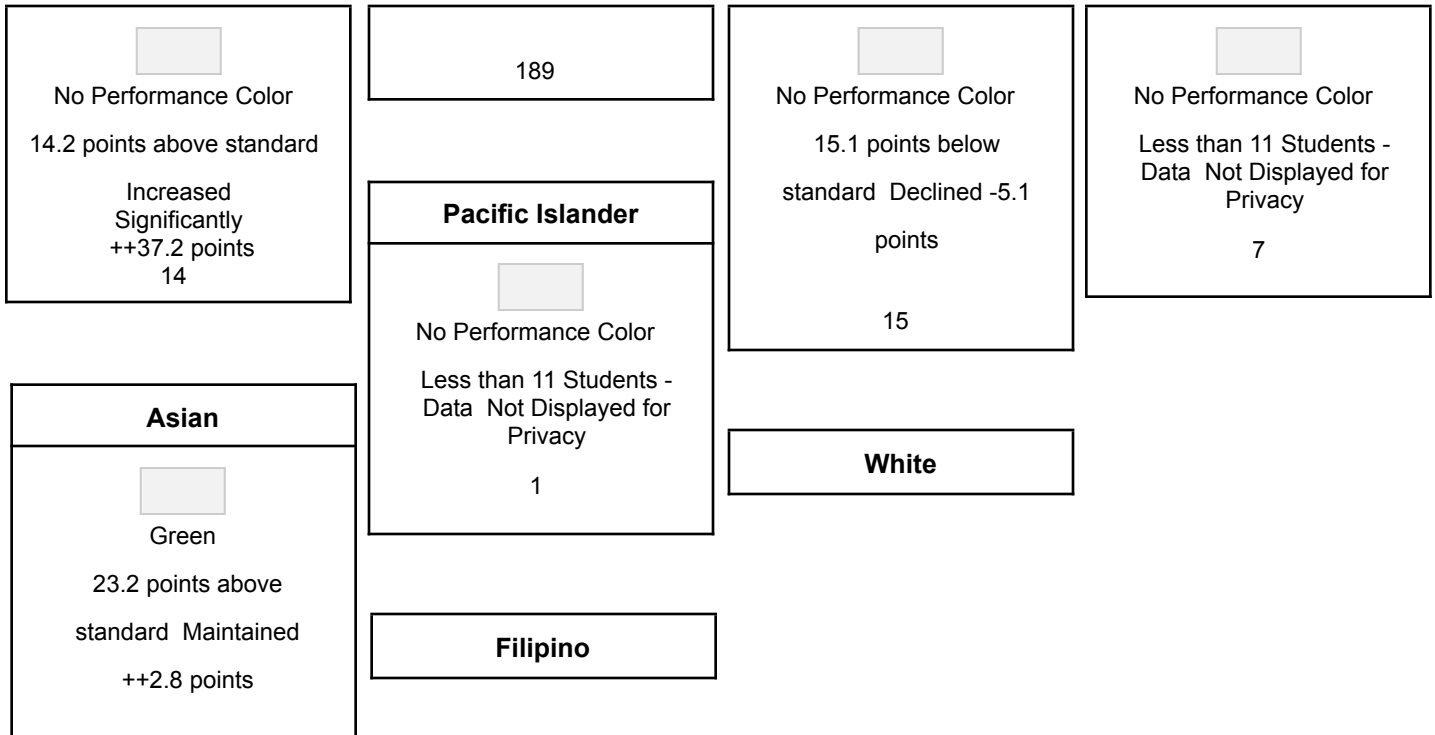 No Performance Color
14.2 points above standard
Increased
Significantly
++37.2 points
14
Asian
Green
23.2 points above
standard Maintained
++2.8 points
189
Pacific Islander
No Performance Color
Less than 11 Students -
Data Not Displayed for
Privacy
1
Filipino
No Performance Color
15.1 points below
standard Declined -5.1
points
15
White
No Performance Color
Less than 11 Students -
Data Not Displayed for
Privacy
7